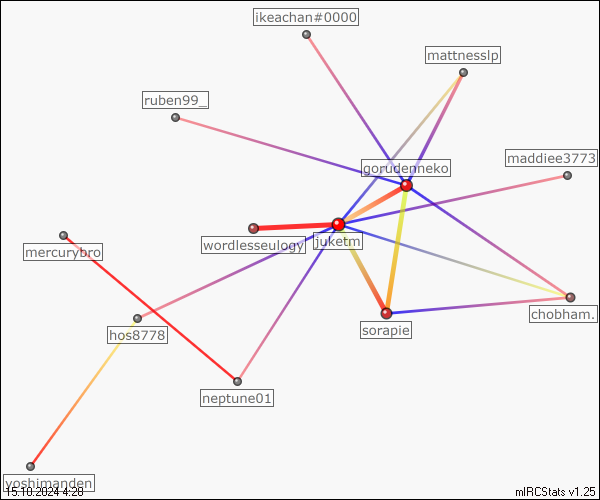 ikeachan#0000
mattnesslp
ruben99_
gorudenneko
maddiee3773
wordlesseulogy
juketm
mercurybro
chobham.
hos8778
sorapie
neptune01
yoshimanden
15.10.2024 4:28
mIRCStats v1.25